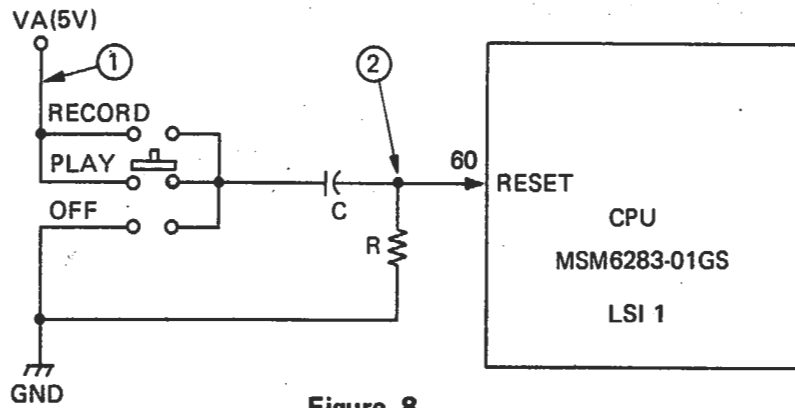 VA(5V)
1
2
RECORD
PLAY
60
RESET
OFF
C
R
CPU
MSM6283-01GS
LSI 1
GND
Figure 8